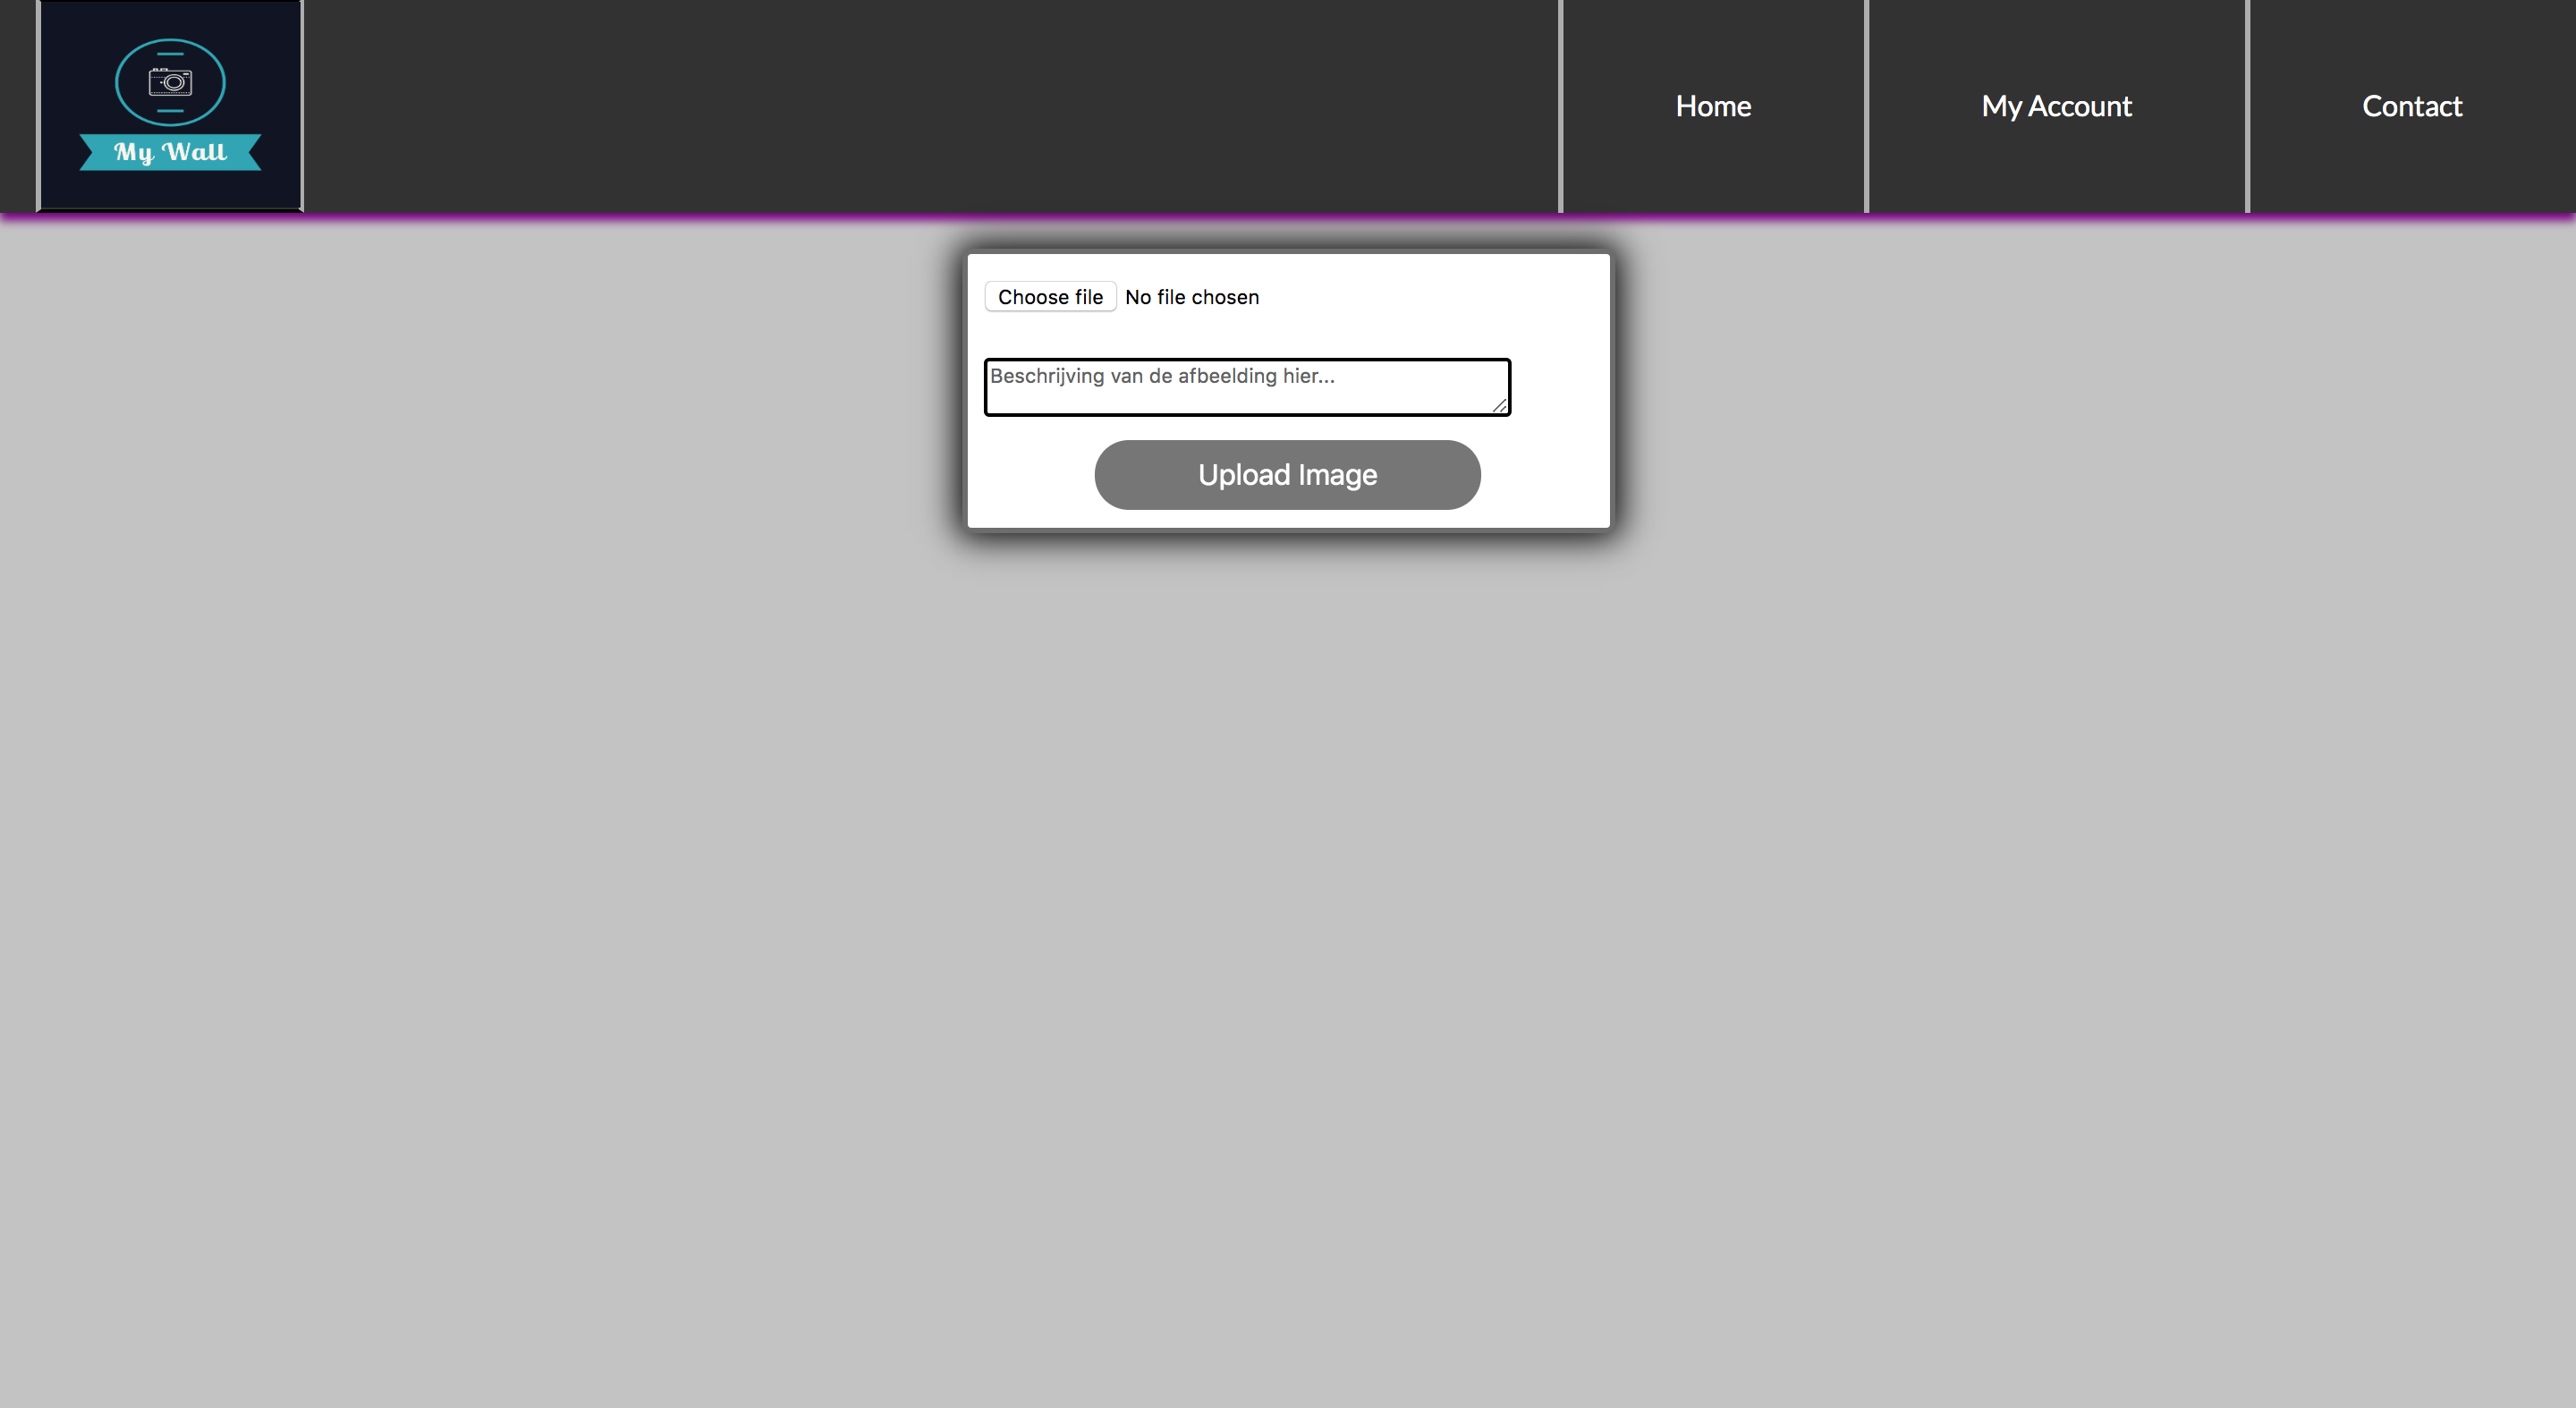 My Wall
Home
My Account
Contact
Choose file No file chosen
Beschrijving van de afbeelding hier...
Upload Image